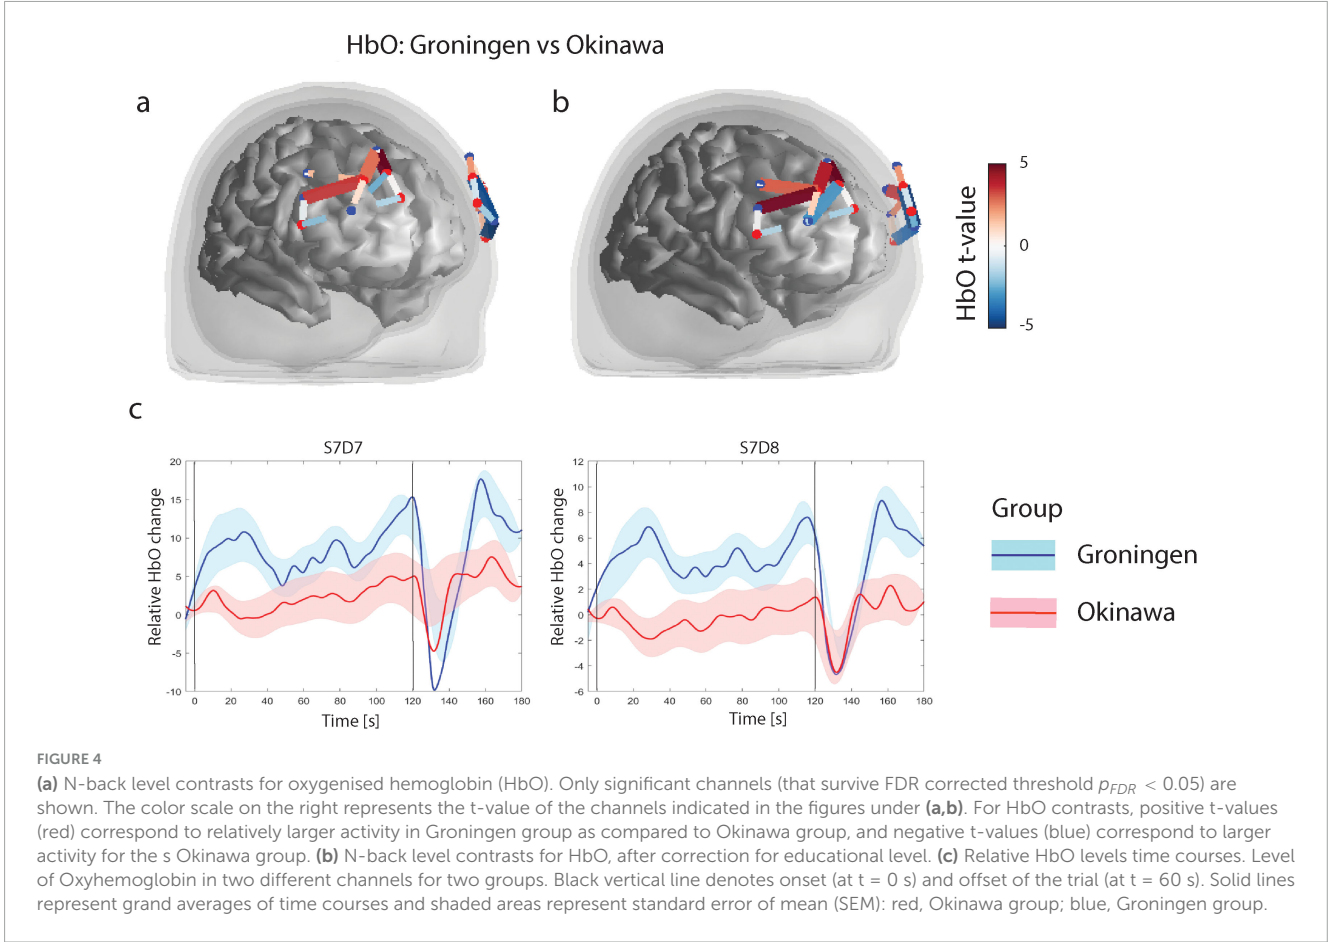 HbO: Groningen vs Okinawa
a
b
5
0
-5
HbO t-value
c
S7D7
20
15
10
5
0
-5
-10
0 20 40 60 80 100 120 140 160 180
Relative HbO change
Time [s]
S7D8
12
10
8
6
4
2
0
-2
-4
-6
0 20 40 60 80 100 120 140 160 180
Relative HbO change
Time [s]
Group
Groningen
Okinawa
FIGURE 4
(a) N-back level contrasts for oxygenised hemoglobin (HbO). Only significant channels (that survive FDR corrected threshold pFDR < 0.05) are
shown. The color scale on the right represents the t-value of the channels indicated in the figures under (a,b). For HbO contrasts, positive t-values
(red) correspond to relatively larger activity in Groningen group as compared to Okinawa group, and negative t-values (blue) correspond to larger
activity for the s Okinawa group. (b) N-back level contrasts for HbO, after correction for educational level. (c) Relative HbO levels time courses. Level
of Oxyhemoglobin in two different channels for two groups. Black vertical line denotes onset (at t = 0 s) and offset of the trial (at t = 60 s). Solid lines
represent grand averages of time courses and shaded areas represent standard error of mean (SEM): red, Okinawa group; blue, Groningen group.